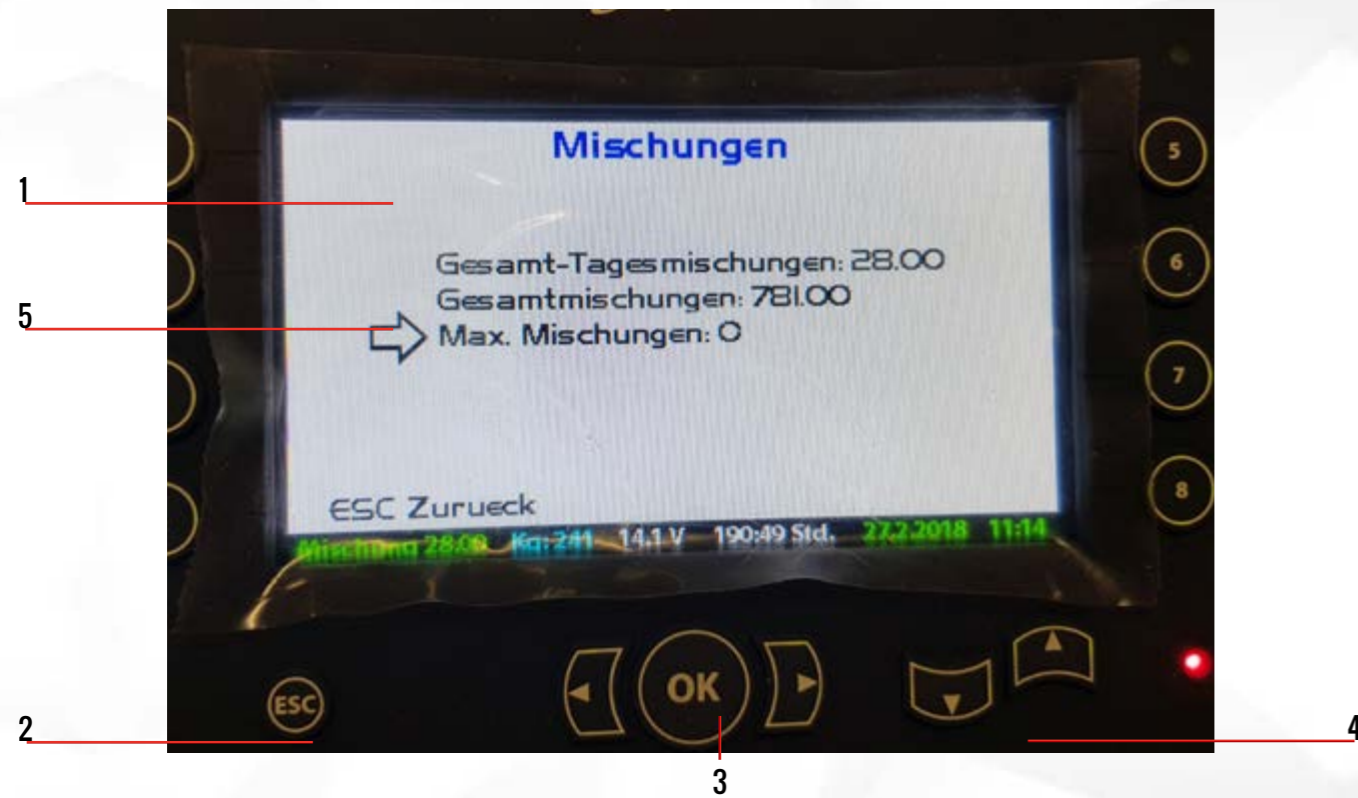 Mischungen
5
1
Gesamt-Tagesmischungen: 28.00
6
Gesamtmischungen: 781.00
5
Max. Mischungen: 0
7
ESC Zurueck
8
Mischung 28.00 Kg: 241 14.1 V 190:49 Std. 27.2.2018 11:14
ESC
OK
2
3
4